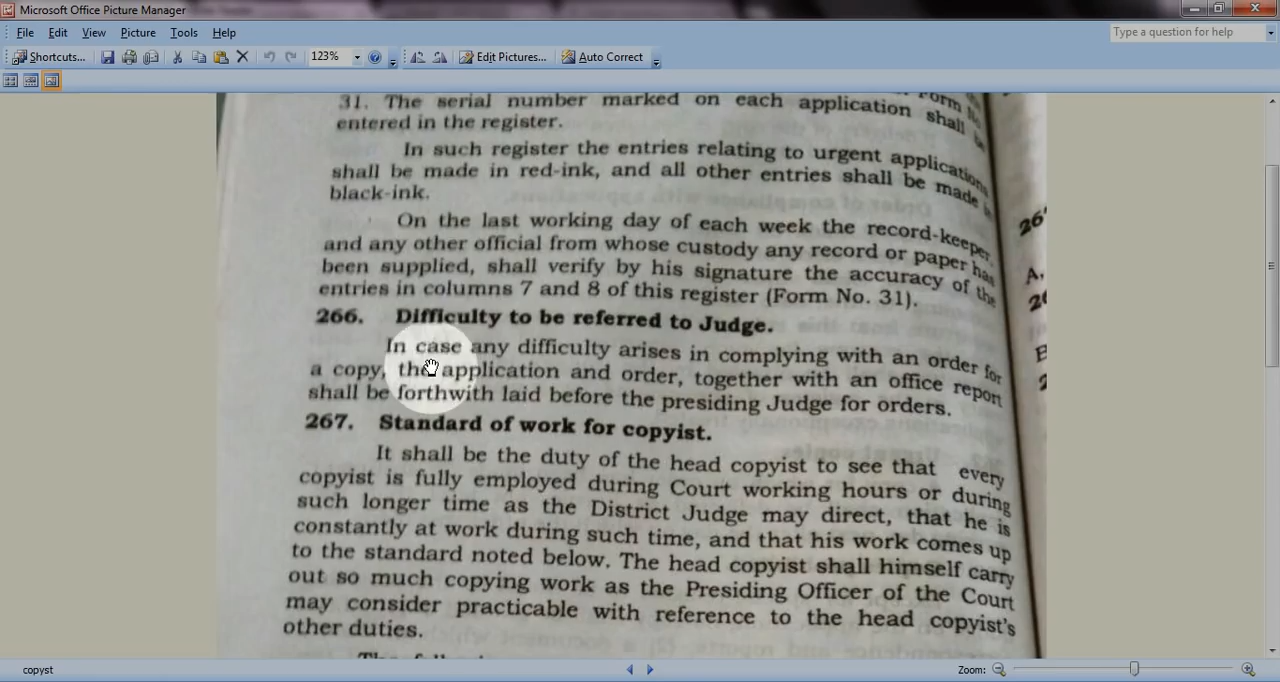 Microsoft Office Picture Manager
File Edit View Picture Tools Help
Type a question for help
Shortcuts... 123% Edit Pictures... Auto Correct
31. The serial number marked on each application shall be
entered in the register.
In such register the entries relating to urgent applications
shall be made in red-ink, and all other entries shall be made in
black-ink.
On the last working day of each week the record-keeper,
and any other official from whose custody any record or paper has
been supplied, shall verify by his signature the accuracy of the
entries in columns 7 and 8 of this register (Form No. 31).
266. Difficulty to be referred to Judge.
In case any difficulty arises in complying with an order for
a copy, the application and order, together with an office report
shall be forthwith laid before the presiding Judge for orders.
267. Standard of work for copyist.
It shall be the duty of the head copyist to see that every
copyist is fully employed during Court working hours or during
such longer time as the District Judge may direct, that he is
constantly at work during such time, and that his work comes up
to the standard noted below. The head copyist shall himself carry
out so much copying work as the Presiding Officer of the Court
may consider practicable with reference to the head copyist's
other duties.
copyst
Zoom: